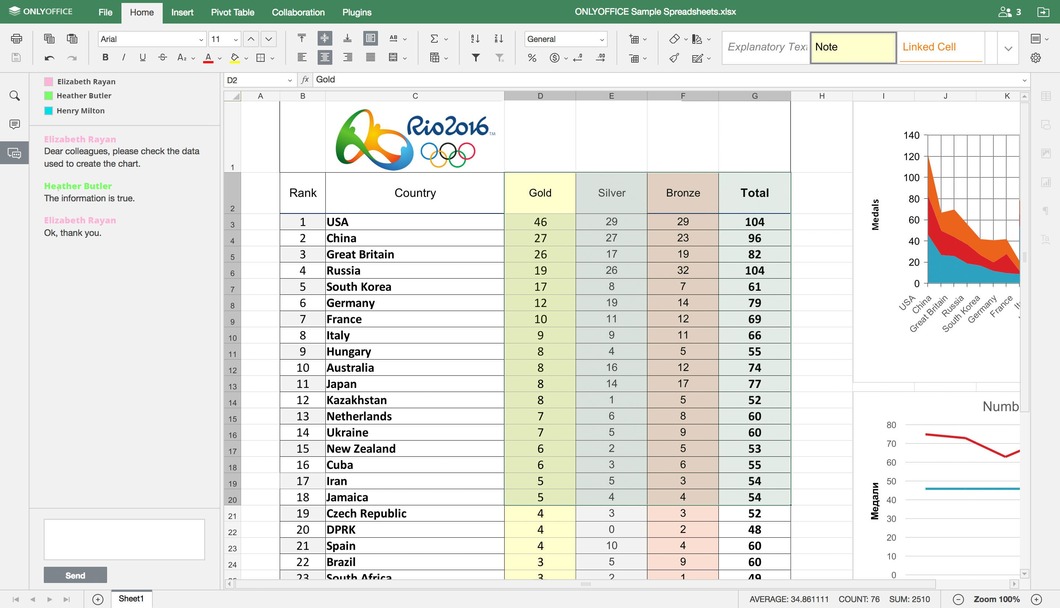 ONLYOFFICE File Home Insert Pivot Table Collaboration Plugins ONLYOFFICE Sample Spreadsheets.xlsx 3
Arial 11 General
Explanatory Tex Note Linked Cell
D2 fx Gold
Elizabeth Rayan
Heather Butler
Henry Milton
Elizabeth Rayan
Dear colleagues, please check the data
used to create the chart.
Heather Butler
The information is true.
Elizabeth Rayan
Ok, thank you.
Send
A B C D E F G H I J K
1 Rio2016™
2 Rank Country Gold Silver Bronze Total
3 1 USA 46 29 29 104
4 2 China 27 27 23 96
5 3 Great Britain 26 17 19 82
6 4 Russia 19 26 32 104
7 5 South Korea 17 8 7 61
8 6 Germany 12 19 14 79
9 7 France 10 11 12 69
10 8 Italy 9 9 11 66
11 9 Hungary 8 4 5 55
12 10 Australia 8 16 12 74
13 11 Japan 8 14 17 77
14 12 Kazakhstan 8 1 5 52
15 13 Netherlands 7 6 8 60
16 14 Ukraine 7 5 9 60
17 15 New Zealand 6 2 5 53
18 16 Cuba 6 3 6 55
19 17 Iran 5 5 3 54
20 18 Jamaica 5 4 4 54
21 19 Czech Republic 4 3 3 52
22 20 DPRK 4 0 2 48
23 21 Spain 4 10 4 60
24 22 Brazil 3 5 9 60
23 South Africa 3 2 1 49
Medals
140
120
100
80
60
40
20
0
USA
China
Great Britain
Russia
South Korea
Germany
France
Numb
Медали
80
70
60
50
40
30
20
10
0
Sheet1
AVERAGE: 34.861111 COUNT: 76 SUM: 2510 Zoom 100%